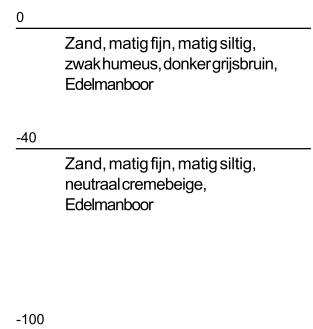 0
Zand, matig fijn, matig siltig,
zwak humeus, donker grijsbruin,
Edelmanboor
-40
Zand, matig fijn, matig siltig,
neutraal cremebeige,
Edelmanboor
-100